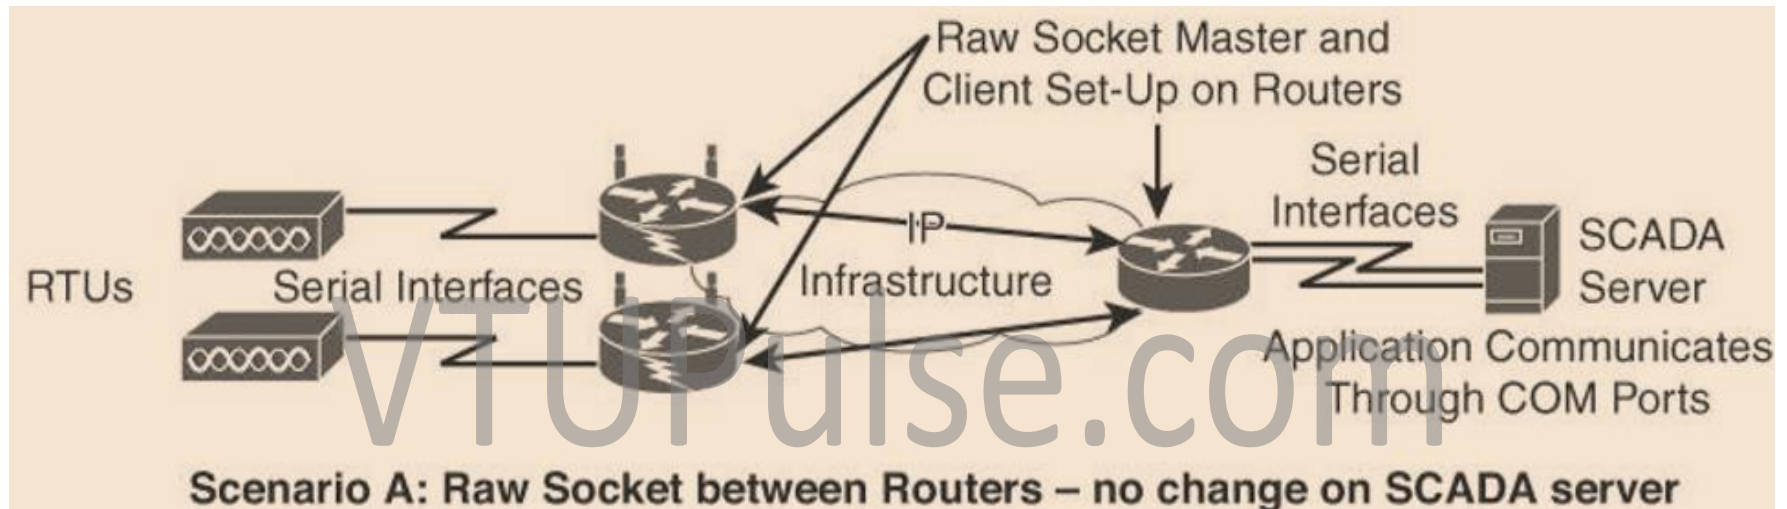 Raw Socket Master and
Client Set-Up on Routers
Serial
Interfaces
IP
Infrastructure
SCADA
Server
RTUs
Serial Interfaces
Application Communicates
Through COM Ports
VTUPulse.com
Scenario A: Raw Socket between Routers – no change on SCADA server